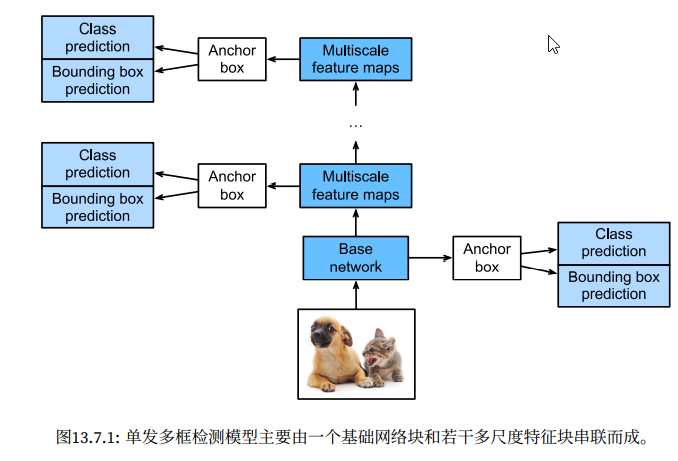 Class
prediction
Bounding box
prediction
Anchor
box
Multiscale
feature maps
...
Class
prediction
Bounding box
prediction
Anchor
box
Multiscale
feature maps
Base
network
Anchor
box
Class
prediction
Bounding box
prediction
图13.7.1: 单发多框检测模型主要由一个基础网络块和若干多尺度特征块串联而成。